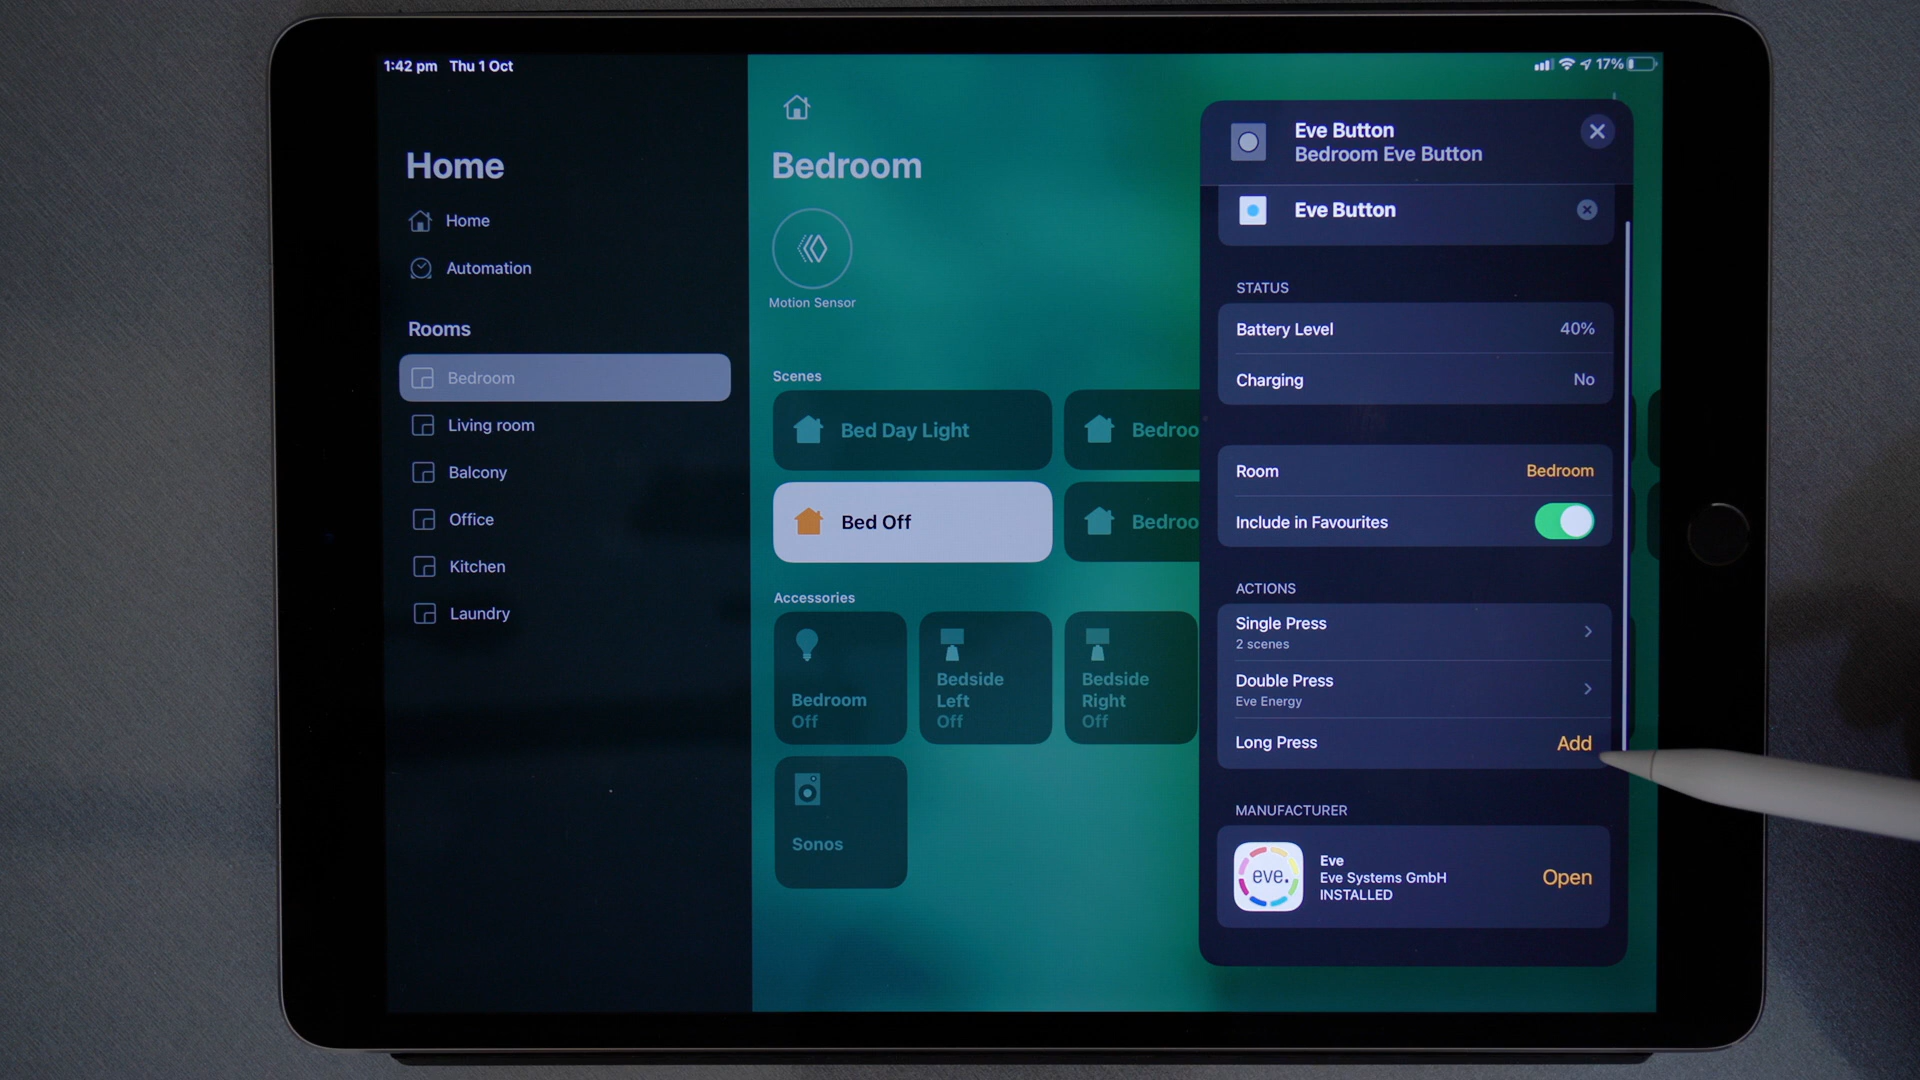 1:42 pm Thu 1 Oct
17%
Home
Home
Automation
Rooms
Bedroom
Living room
Balcony
Office
Kitchen
Laundry
Bedroom
Motion Sensor
Scenes
Bed Day Light
Bedroo
Bed Off
Bedroo
Accessories
Bedroom
Off
Bedside
Left
Off
Bedside
Right
Off
Sonos
Eve Button
Bedroom Eve Button
Eve Button
STATUS
Battery Level 40%
Charging No
Room Bedroom
Include in Favourites
ACTIONS
Single Press
2 scenes
Double Press
Eve Energy
Long Press Add
MANUFACTURER
eve.
Eve
Eve Systems GmbH
INSTALLED
Open